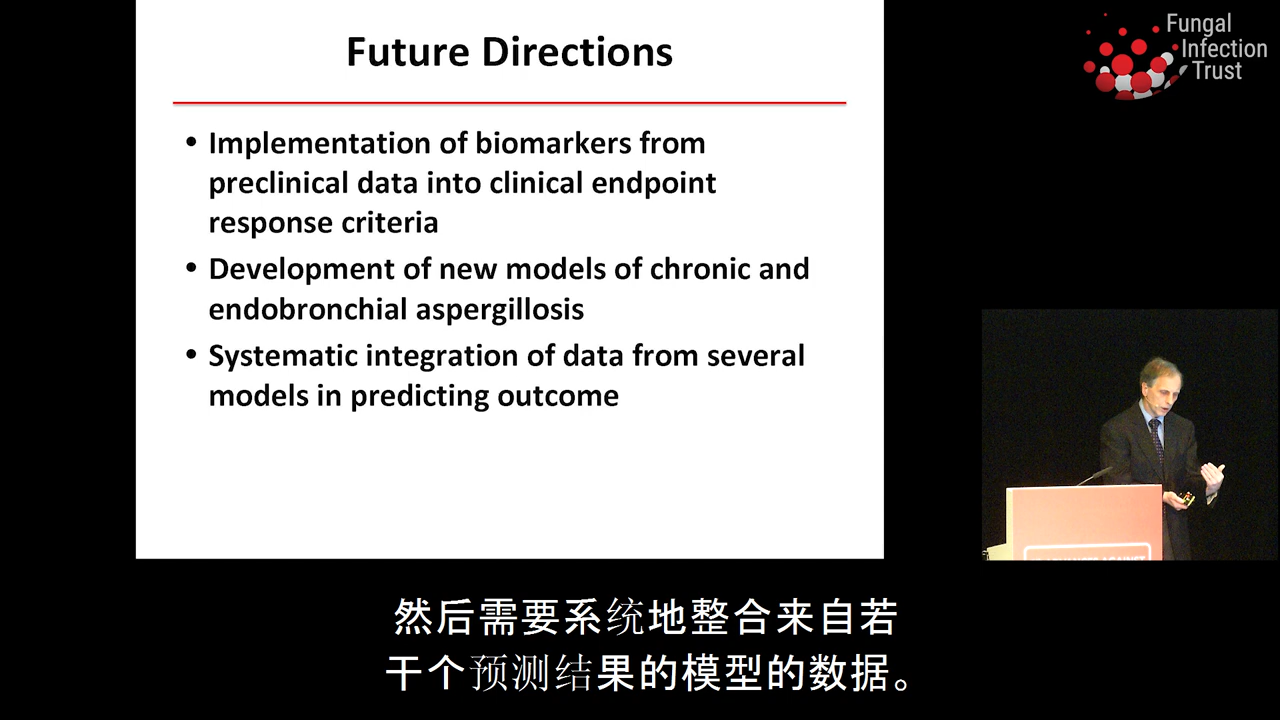 Future Directions
• Implementation of biomarkers from
preclinical data into clinical endpoint
response criteria
• Development of new models of chronic and
endobronchial aspergillosis
• Systematic integration of data from several
models in predicting outcome
Fungal
Infection
Trust
然后需要系统地整合来自若
干个预测结果的模型的数据。